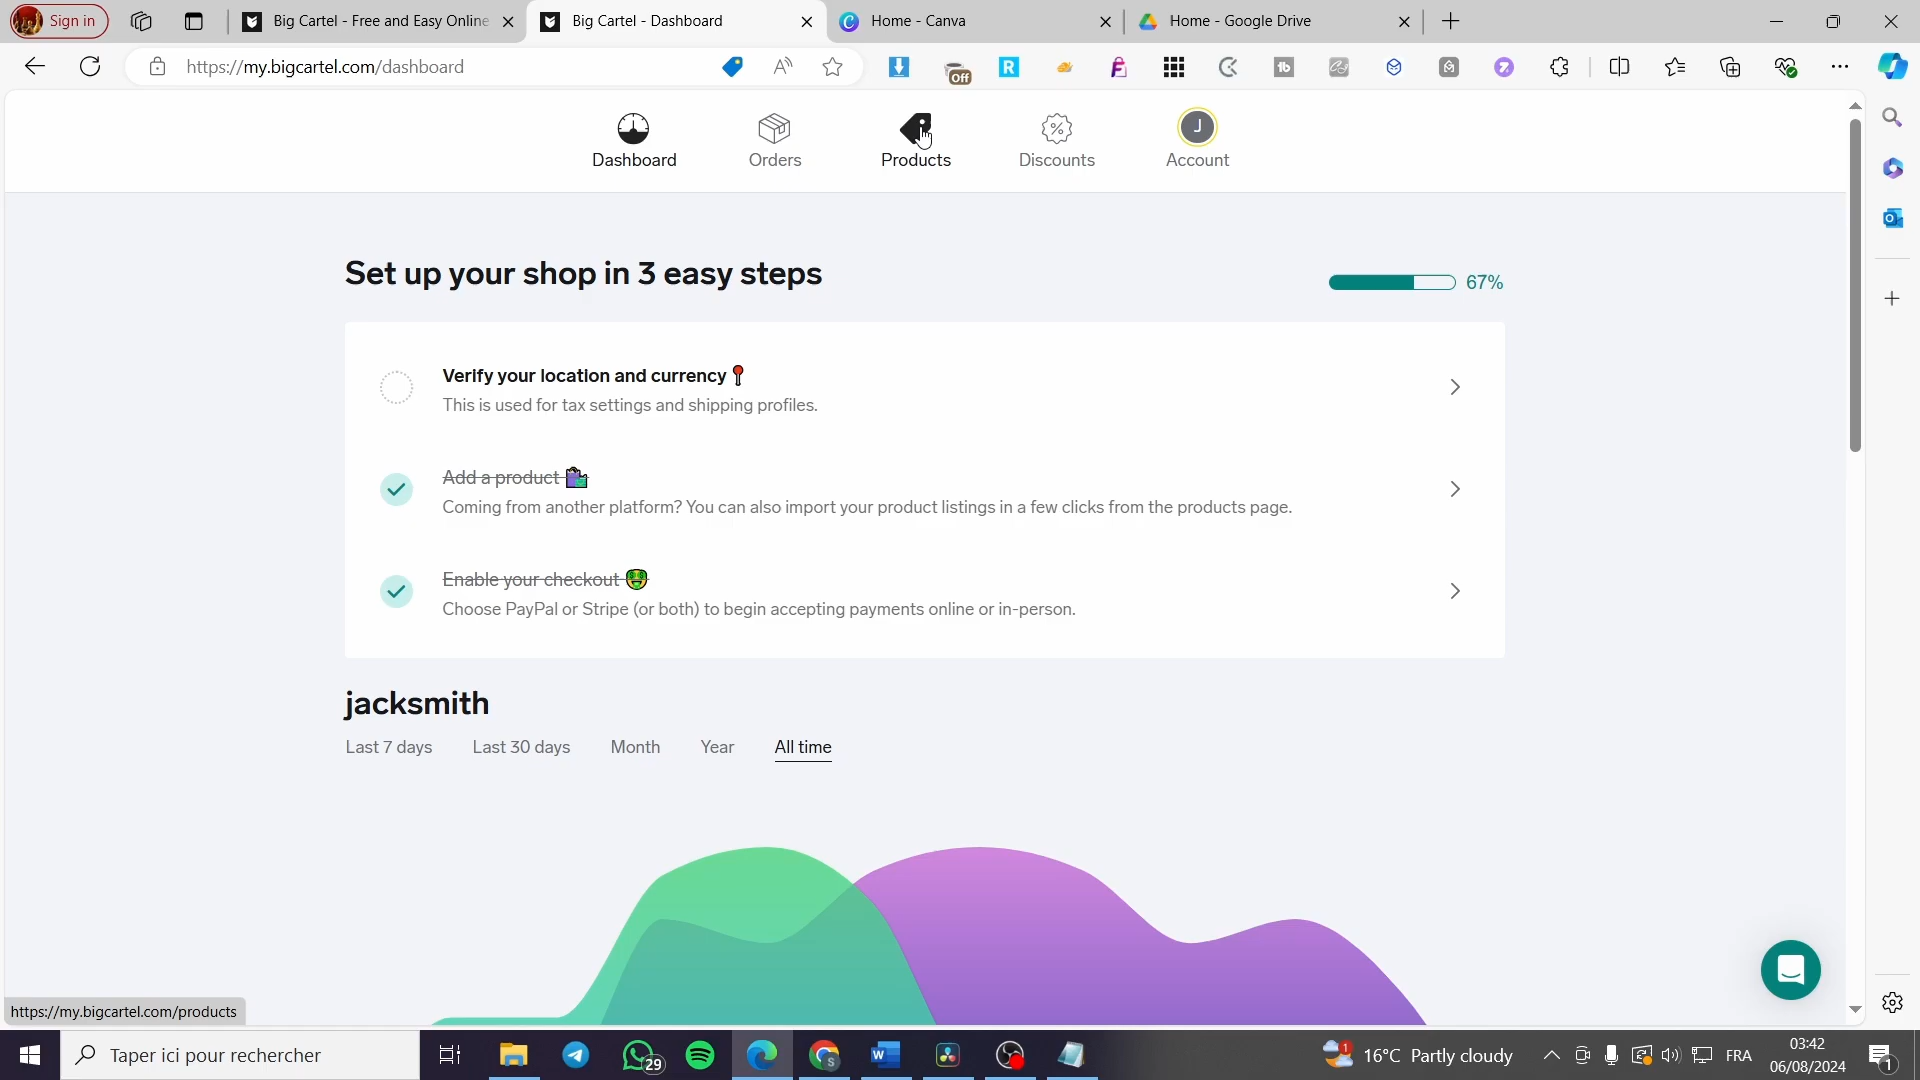 Sign in
Big Cartel - Free and Easy Online
Big Cartel - Dashboard
Home - Canva
Home - Google Drive
https://my.bigcartel.com/dashboard
Off
Dashboard
Orders
Products
Discounts
J
Account
Set up your shop in 3 easy steps
67%
Verify your location and currency
This is used for tax settings and shipping profiles.
Add a product
Coming from another platform? You can also import your product listings in a few clicks from the products page.
Enable your checkout
Choose PayPal or Stripe (or both) to begin accepting payments online or in-person.
jacksmith
Last 7 days
Last 30 days
Month
Year
All time
https://my.bigcartel.com/products
Taper ici pour rechercher
29
1
16°C Partly cloudy
FRA
03:42
06/08/2024
1